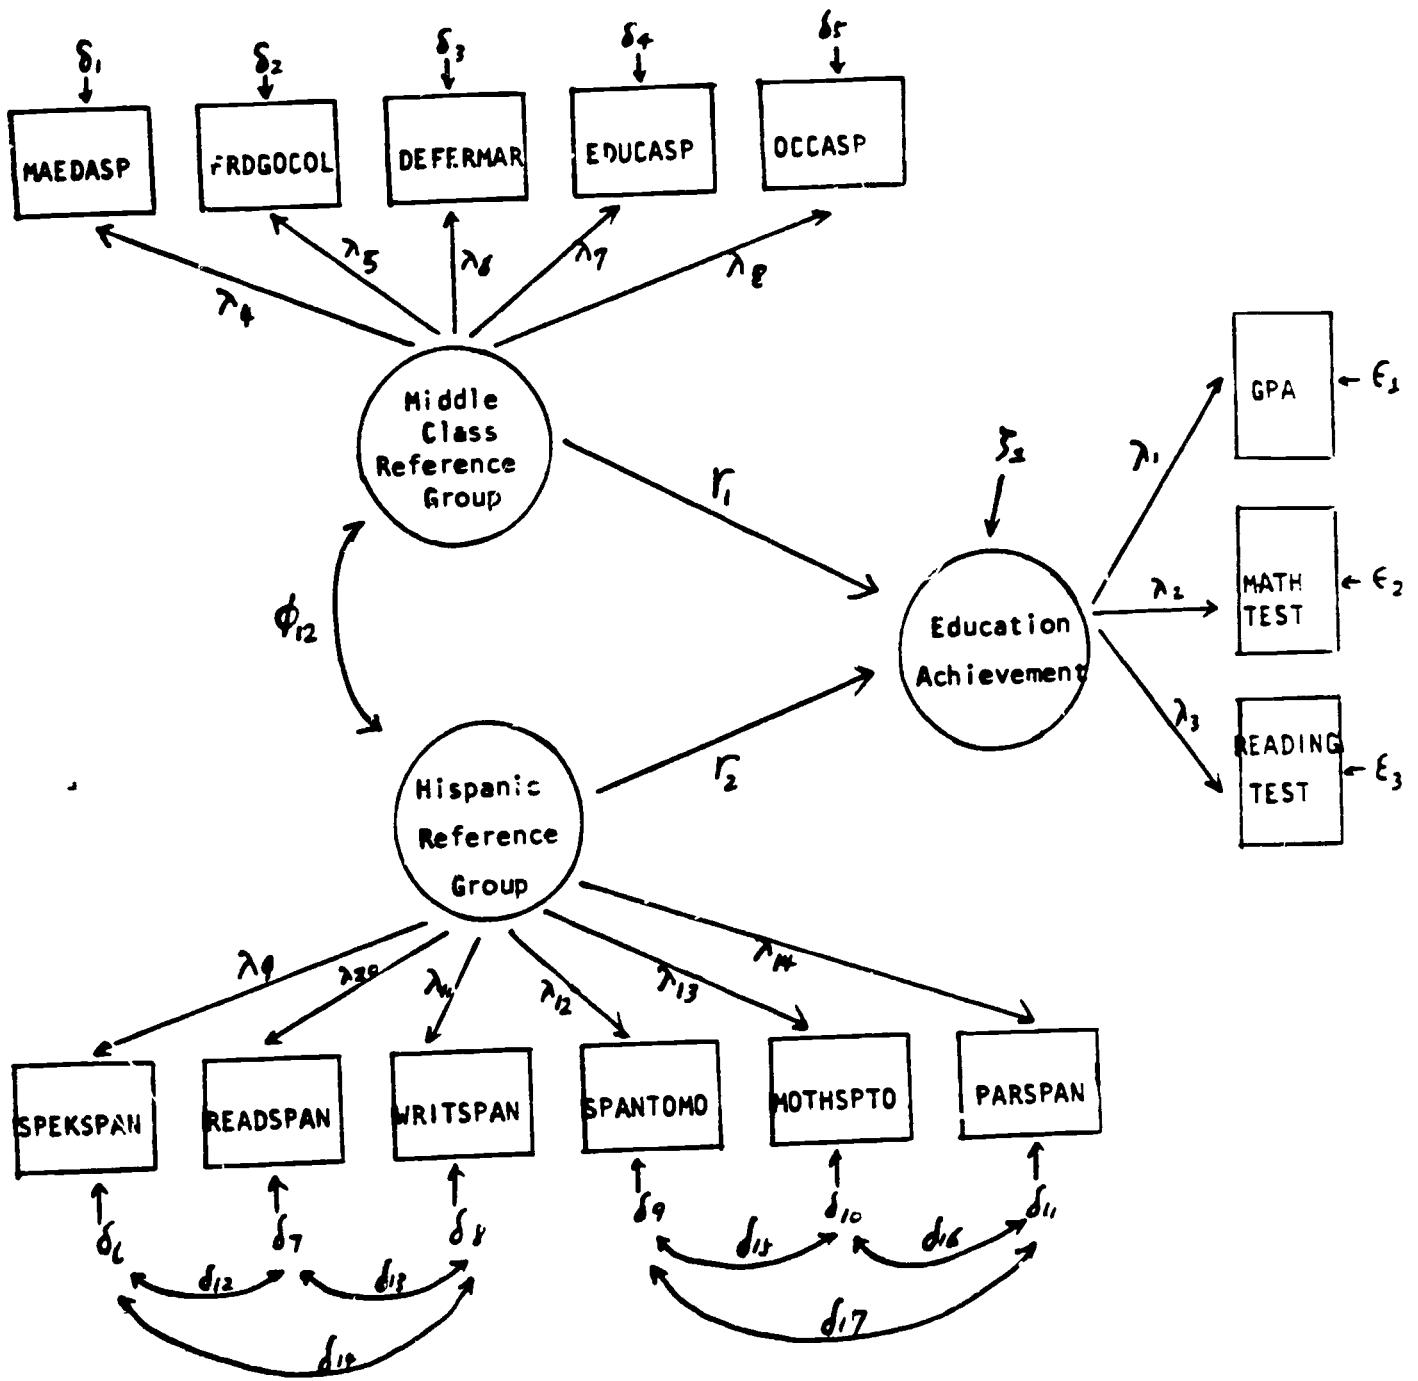 δ1
δ2
δ3
δ4
δ5
MAEDASP
FRDGOCOL
DEFERMAR
EDUCASP
OCCASP
λ4
λ5
λ6
λ7
λ8
Middle
Class
Reference
Group
γ1
ζ1
λ1
GPA
ε1
ϕ12
Education
Achievement
λ2
MATH
TEST
ε2
λ3
READING
TEST
ε3
γ2
Hispanic
Reference
Group
λ9
λ10
λ11
λ12
λ13
λ14
SPEKSPAN
READSPAN
WRITSPAN
SPANTOMO
MOTHSPTO
PARSPAN
δ6
δ7
δ8
δ9
δ10
δ11
δ12
δ13
δ14
δ15
δ16
δ17